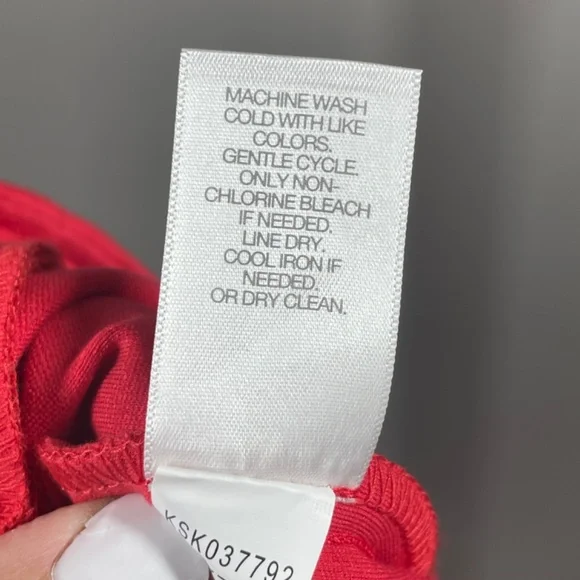 MACHINE WASH
COLD WITH LIKE
COLORS.
GENTLE CYCLE.
ONLY NON-
CHLORINE BLEACH
IF NEEDED.
LINE DRY.
COOL IRON IF
NEEDED.
OR DRY CLEAN.
KSK037792